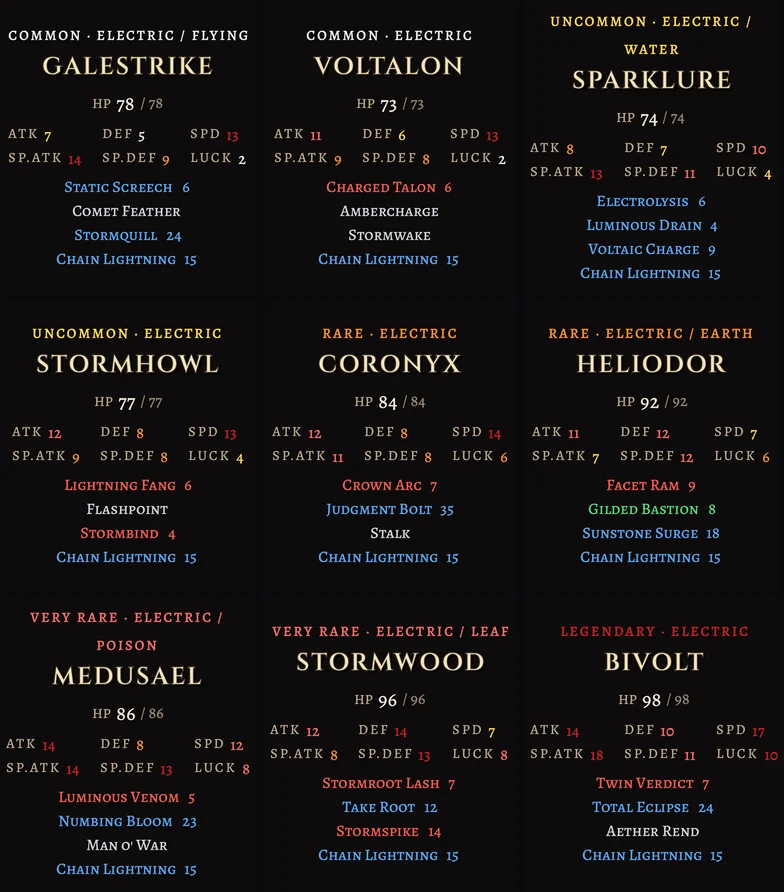 COMMON · ELECTRIC / FLYING
GALESTRIKE
HP 78 / 78
ATK 7 DEF 5 SPD 13
SP.ATK 14 SP.DEF 9 LUCK 2
STATIC SCREECH 6
COMET FEATHER
STORMQUILL 24
CHAIN LIGHTNING 15
COMMON · ELECTRIC
VOLTALON
HP 73 / 73
ATK 11 DEF 6 SPD 13
SP.ATK 9 SP.DEF 8 LUCK 2
CHARGED TALON 6
AMBERCHARGE
STORMWAKE
CHAIN LIGHTNING 15
UNCOMMON · ELECTRIC /
WATER
SPARKLURE
HP 74 / 74
ATK 8 DEF 7 SPD 10
SP.ATK 13 SP.DEF 11 LUCK 4
ELECTROLYSIS 6
LUMINOUS DRAIN 4
VOLTAIC CHARGE 9
CHAIN LIGHTNING 15
UNCOMMON · ELECTRIC
STORMHOWL
HP 77 / 77
ATK 12 DEF 8 SPD 13
SP.ATK 9 SP.DEF 8 LUCK 4
LIGHTNING FANG 6
FLASHPOINT
STORMBIND 4
CHAIN LIGHTNING 15
RARE · ELECTRIC
CORONYX
HP 84 / 84
ATK 12 DEF 8 SPD 14
SP.ATK 11 SP.DEF 8 LUCK 6
CROWN ARC 7
JUDGMENT BOLT 35
STALK
CHAIN LIGHTNING 15
RARE · ELECTRIC / EARTH
HELIODOR
HP 92 / 92
ATK 11 DEF 12 SPD 7
SP.ATK 7 SP.DEF 12 LUCK 6
FACET RAM 9
GILDED BASTION 8
SUNSTONE SURGE 18
CHAIN LIGHTNING 15
VERY RARE · ELECTRIC /
POISON
MEDUSAEL
HP 86 / 86
ATK 14 DEF 8 SPD 12
SP.ATK 14 SP.DEF 13 LUCK 8
LUMINOUS VENOM 5
NUMBING BLOOM 23
MAN O' WAR
CHAIN LIGHTNING 15
VERY RARE · ELECTRIC / LEAF
STORMWOOD
HP 96 / 96
ATK 12 DEF 14 SPD 7
SP.ATK 8 SP.DEF 13 LUCK 8
STORMROOT LASH 7
TAKE ROOT 12
STORMSPIKE 14
CHAIN LIGHTNING 15
LEGENDARY · ELECTRIC
BIVOLT
HP 98 / 98
ATK 14 DEF 10 SPD 17
SP.ATK 18 SP.DEF 11 LUCK 10
TWIN VERDICT 7
TOTAL ECLIPSE 24
AETHER REND
CHAIN LIGHTNING 15